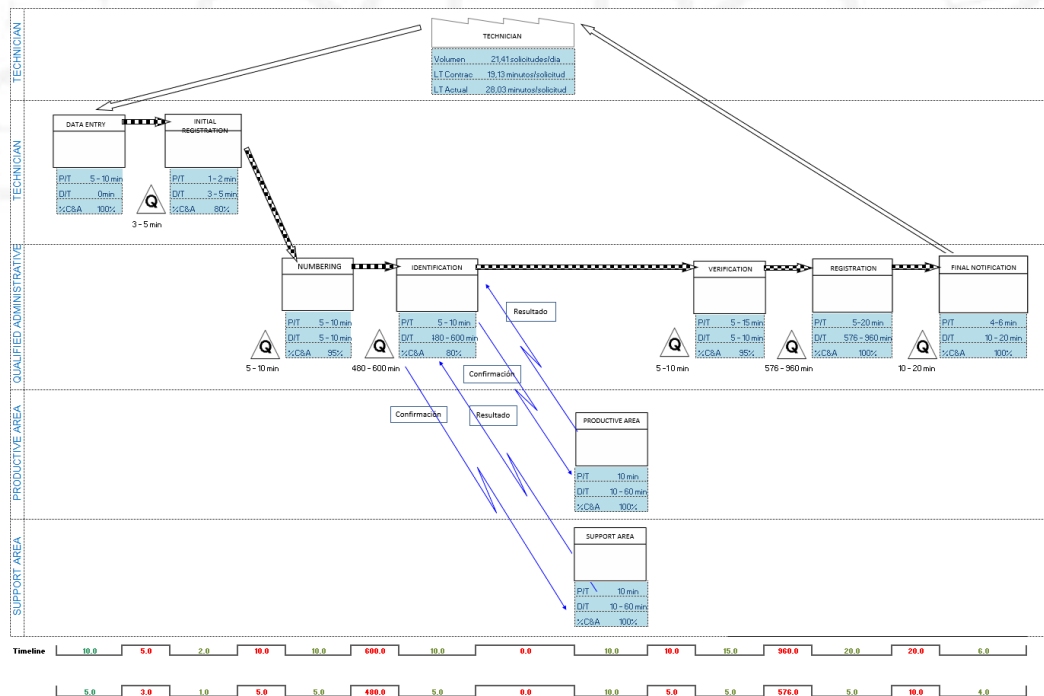 TECHNICIAN
TECHNICIAN
Volumen 21,41 solicitudes/dia
LT Contrac 19,13 minutos/solicitud
LT Actual 28,03 minutos/solicitud
TECHNICIAN
DATA ENTRY
P/T 5 - 10 min
D/T 0min
%C&A 100%
Q
3 - 5 min
INITIAL
REGISTRATION
P/T 1 - 2 min
D/T 3 - 5 min
%C&A 80%
QUALIFIED ADMINISTRATIVE
Q
5 - 10 min
NUMBERING
P/T 5 - 10 min
D/T 5 - 10 min
%C&A 95%
Q
480 - 600 min
IDENTIFICATION
P/T 5 - 10 min
D/T 480 - 600 min
%C&A 80%
Resultado
Confirmación
Q
5 - 10 min
VERIFICATION
P/T 5 - 15 min
D/T 5 - 10 min
%C&A 95%
Q
576 - 960 min
REGISTRATION
P/T 5-20 min
D/T 576 - 960 min
%C&A 100%
Q
10 - 20 min
FINAL NOTIFICATION
P/T 4-6 min
D/T 10 - 20 min
%C&A 100%
PRODUCTIVE AREA
Confirmación
Resultado
PRODUCTIVE AREA
P/T 10 min
D/T 10 - 60 min
%C&A 100%
SUPPORT AREA
SUPPORT AREA
P/T 10 min
D/T 10 - 60 min
%C&A 100%
Timeline 10.0 5.0 2.0 10.0 10.0 600.0 10.0 0.0 10.0 10.0 15.0 960.0 20.0 20.0 6.0
5.0 3.0 1.0 5.0 5.0 480.0 5.0 0.0 10.0 5.0 5.0 576.0 5.0 10.0 4.0